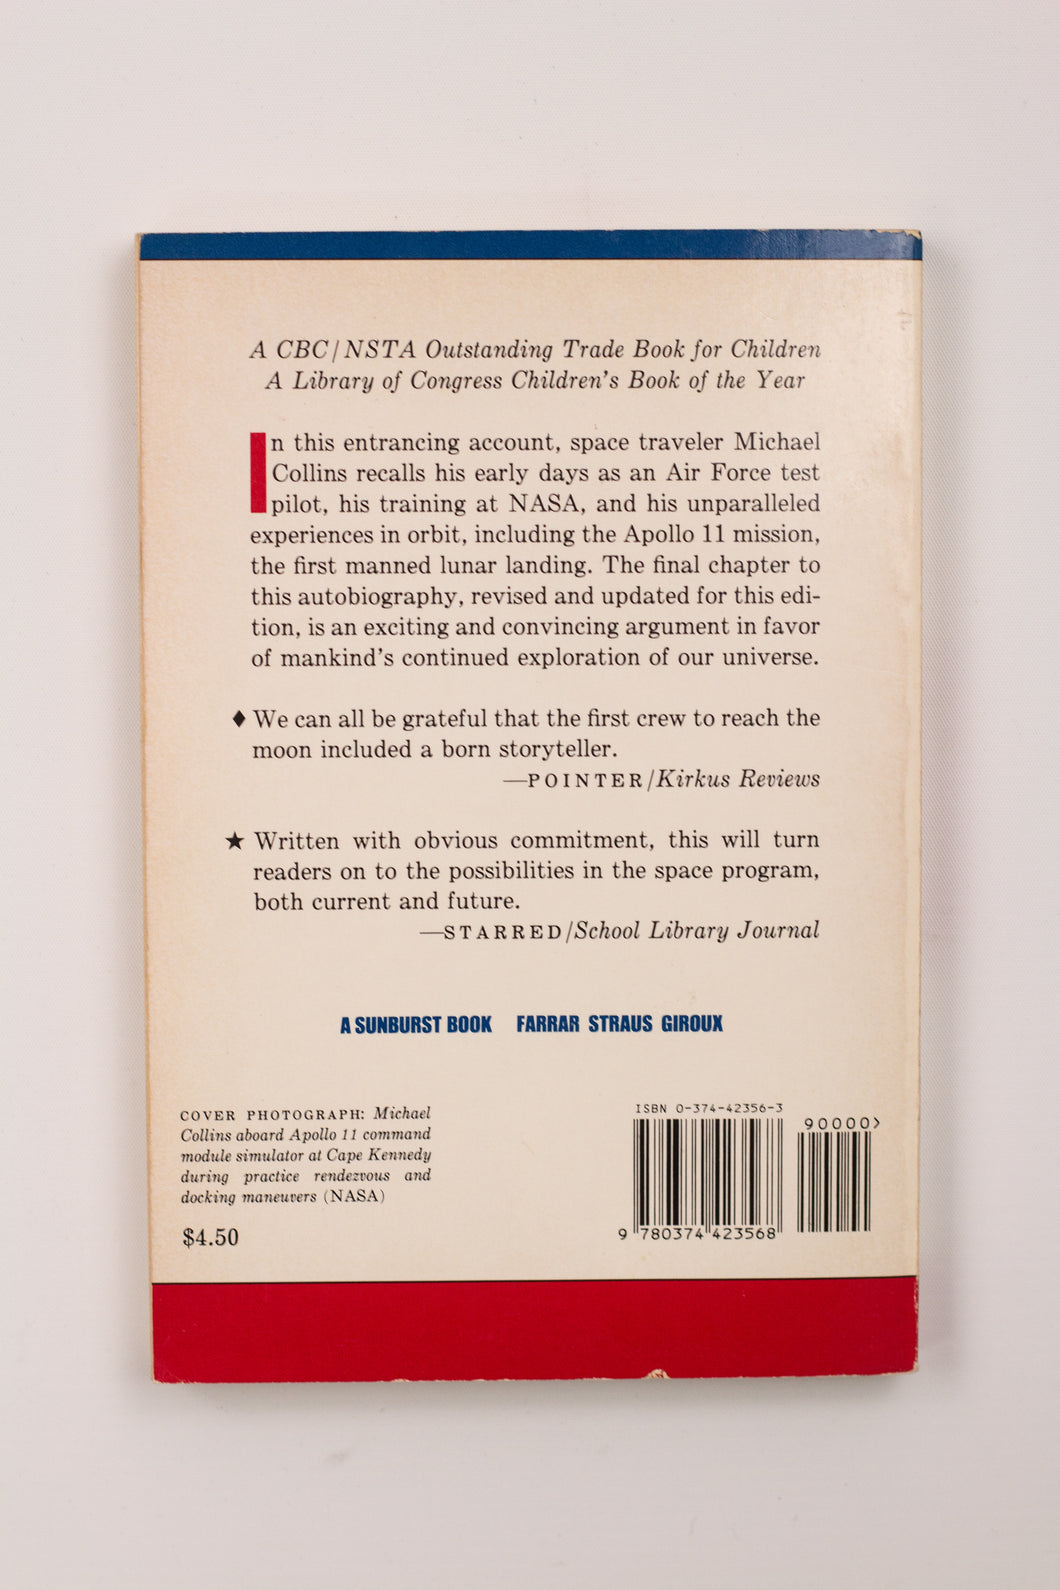 A CBC/NSTA Outstanding Trade Book for Children
A Library of Congress Children's Book of the Year
In this entrancing account, space traveler Michael
Collins recalls his early days as an Air Force test
pilot, his training at NASA, and his unparalleled
experiences in orbit, including the Apollo 11 mission,
the first manned lunar landing. The final chapter to
this autobiography, revised and updated for this edi-
tion, is an exciting and convincing argument in favor
of mankind's continued exploration of our universe.
♦ We can all be grateful that the first crew to reach the
moon included a born storyteller.
—POINTER/Kirkus Reviews
★ Written with obvious commitment, this will turn
readers on to the possibilities in the space program,
both current and future.
—STARRED/School Library Journal
A SUNBURST BOOK FARRAR STRAUS GIROUX
COVER PHOTOGRAPH: Michael
Collins aboard Apollo 11 command
module simulator at Cape Kennedy
during practice rendezvous and
docking maneuvers (NASA)
$4.50
ISBN 0-374-42356-3
90000>
9 780374 423568